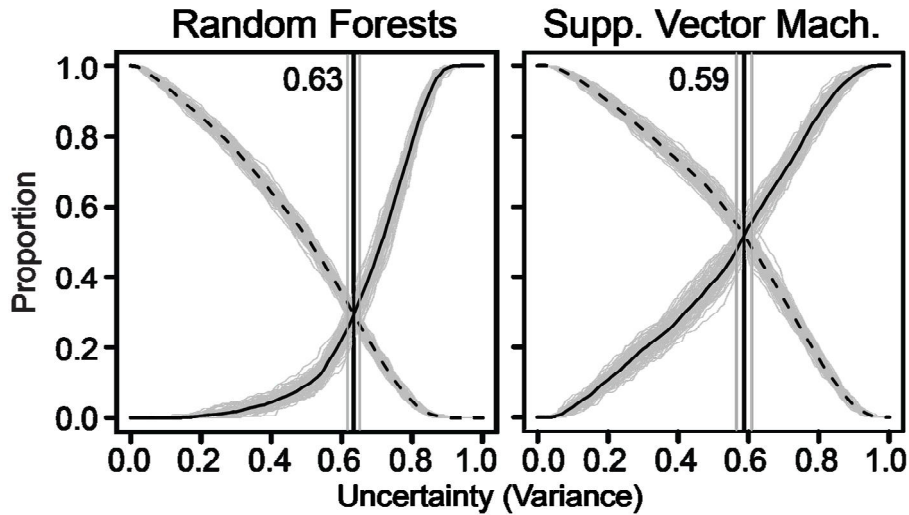 Random Forests
Supp. Vector Mach.
0.63
0.59
Proportion
1.0
0.8
0.6
0.4
0.2
0.0
0.0 0.2 0.4 0.6 0.8 1.0
0.0 0.2 0.4 0.6 0.8 1.0
Uncertainty (Variance)